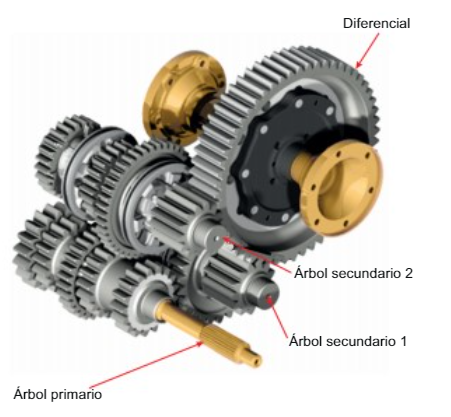 Diferencial
Árbol secundario 2
Árbol secundario 1
Árbol primario